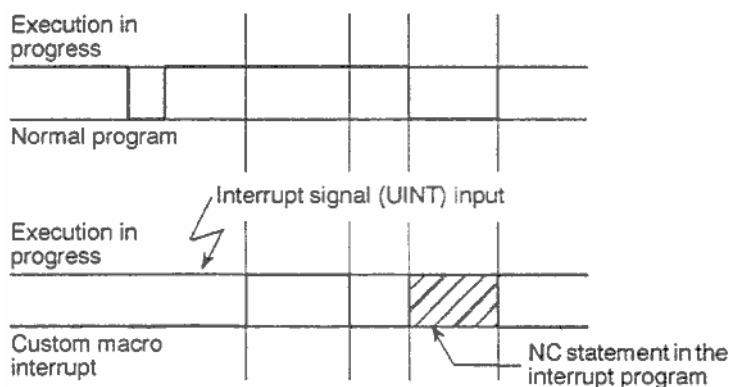 Execution in
progress
Normal program
Interrupt signal (UINT) input
Execution in
progress
Custom macro
interrupt
NC statement in the
interrupt program